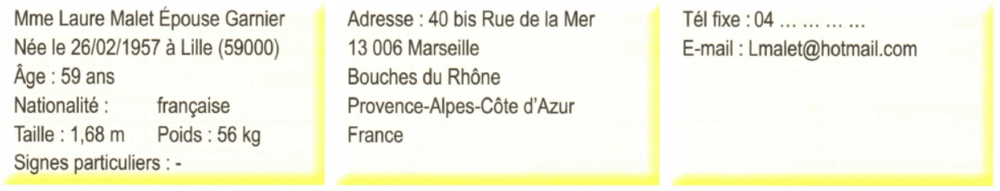 Mme Laure Malet Épouse Garnier
Née le 26/02/1957 à Lille (59000)
Âge : 59 ans
Nationalité : française
Taille : 1,68 m Poids : 56 kg
Signes particuliers : -
Adresse : 40 bis Rue de la Mer
13 006 Marseille
Bouches du Rhône
Provence-Alpes-Côte d'Azur
France
Tél fixe : 04 ... ... ... ...
E-mail : Lmalet@hotmail.com